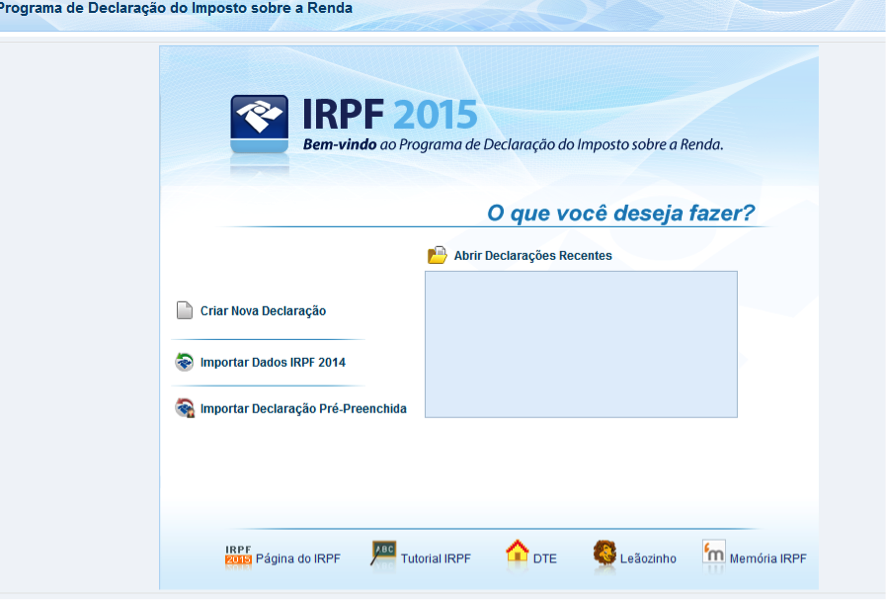 Programa de Declaração do Imposto sobre a Renda
IRPF 2015
Bem-vindo ao Programa de Declaração do Imposto sobre a Renda.
O que você deseja fazer?
Abrir Declarações Recentes
Criar Nova Declaração
Importar Dados IRPF 2014
Importar Declaração Pré-Preenchida
IRPF
2015
Página do IRPF
ABC
Tutorial IRPF
DTE
Leãozinho
m
Memória IRPF